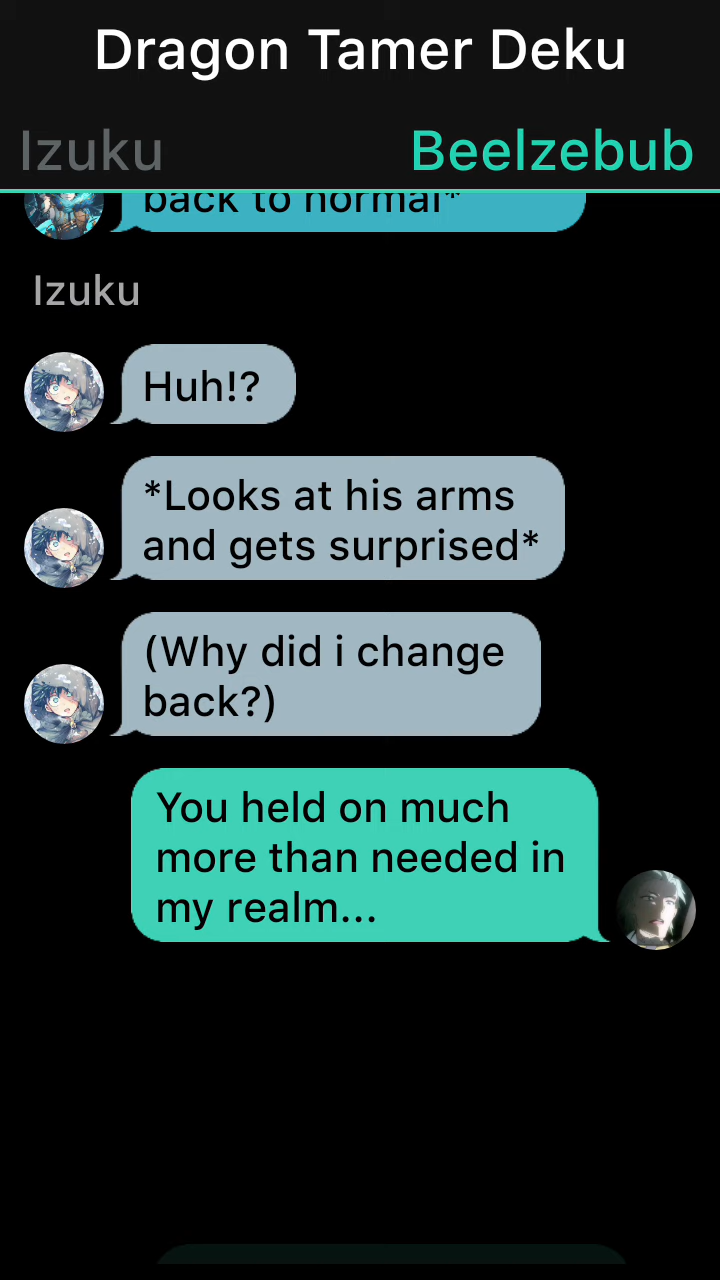 Dragon Tamer Deku
Izuku Beelzebub
back to normal*
Izuku
Huh!?
*Looks at his arms
and gets surprised*
(Why did i change
back?)
You held on much
more than needed in
my realm...